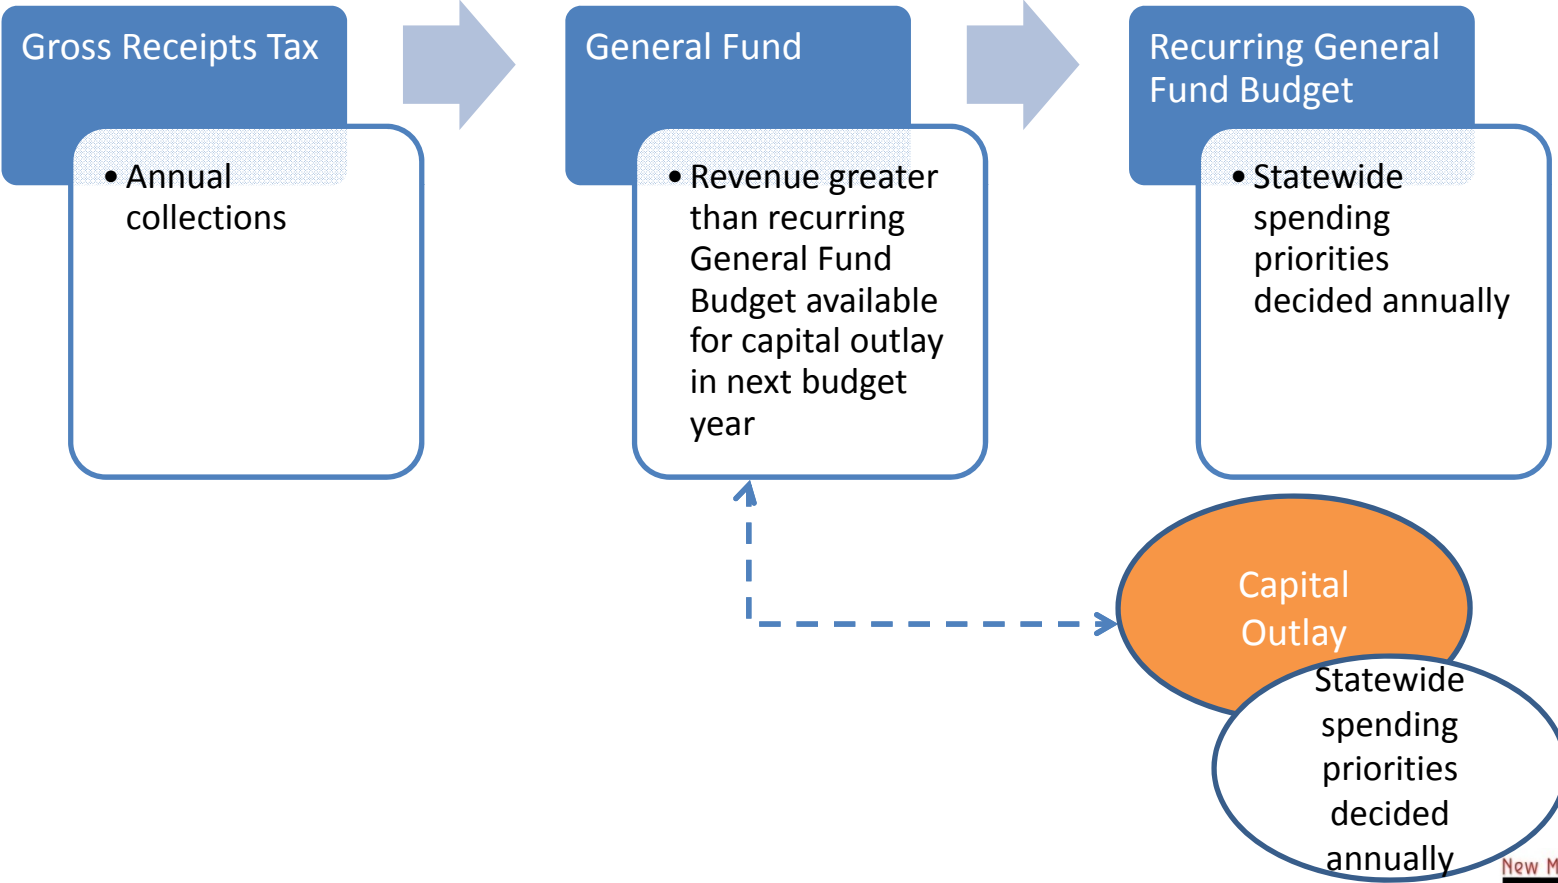 Gross Receipts Tax
• Annual
collections
General Fund
• Revenue greater
than recurring
General Fund
Budget available
for capital outlay
in next budget
year
Recurring General
Fund Budget
• Statewide
spending
priorities
decided annually
Capital
Outlay
Statewide
spending
priorities
decided
annually
New M